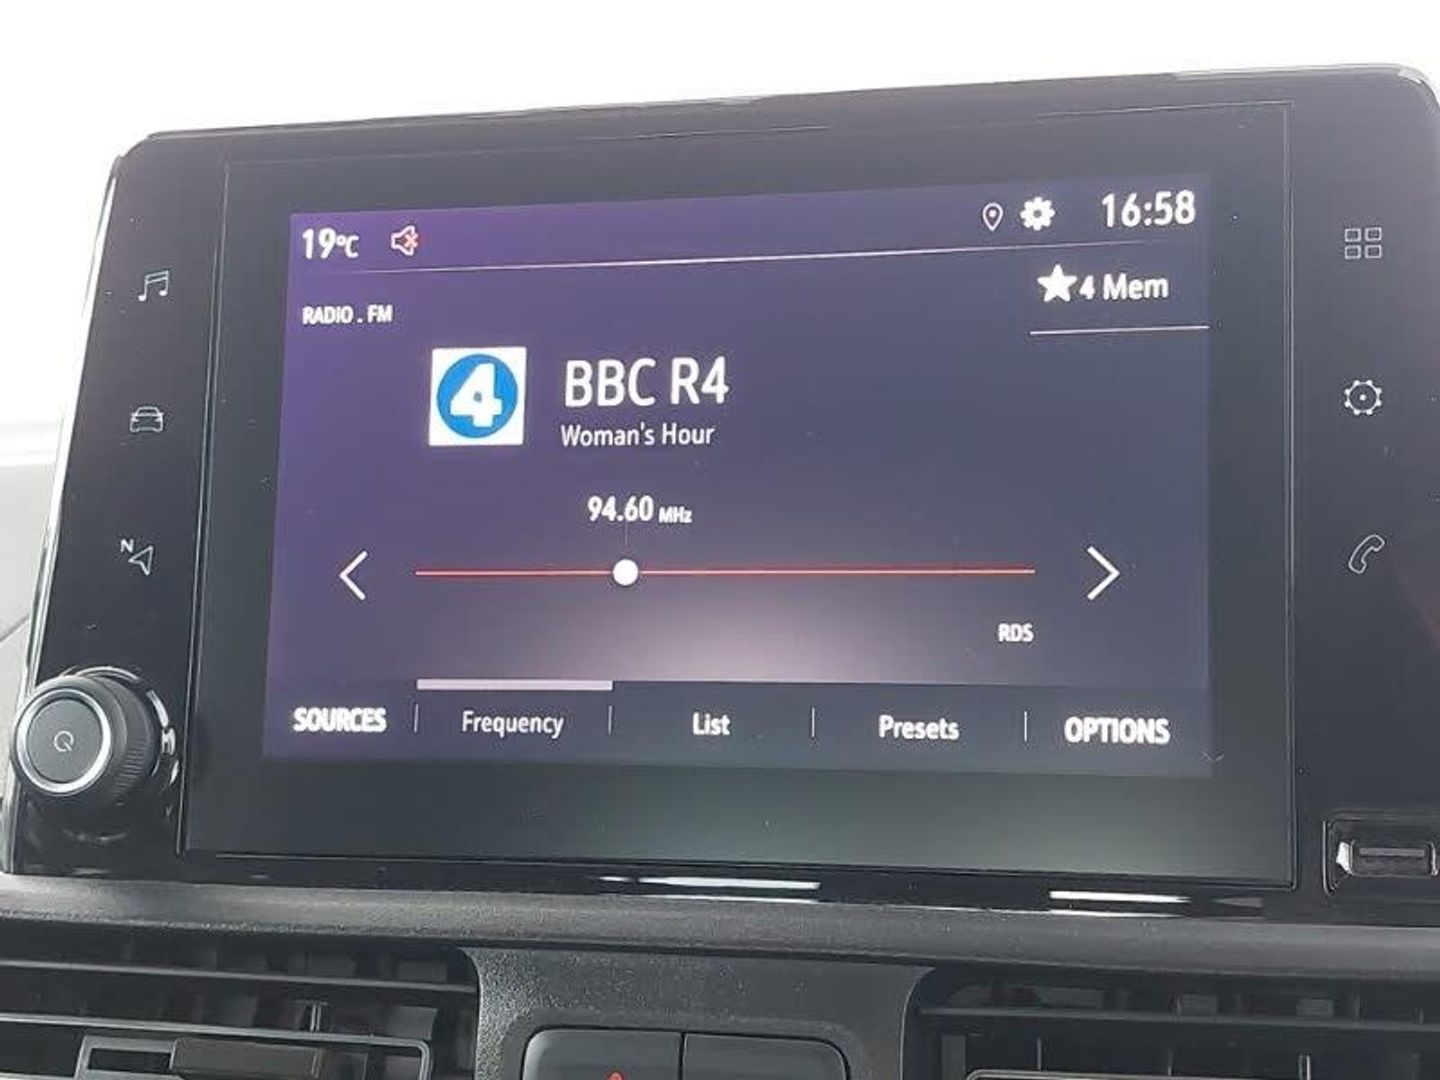 19°C
16:58
4 Mem
RADIO . FM
4
BBC R4
Woman's Hour
94.60 MHz
N
RDS
SOURCES
Frequency
List
Presets
OPTIONS